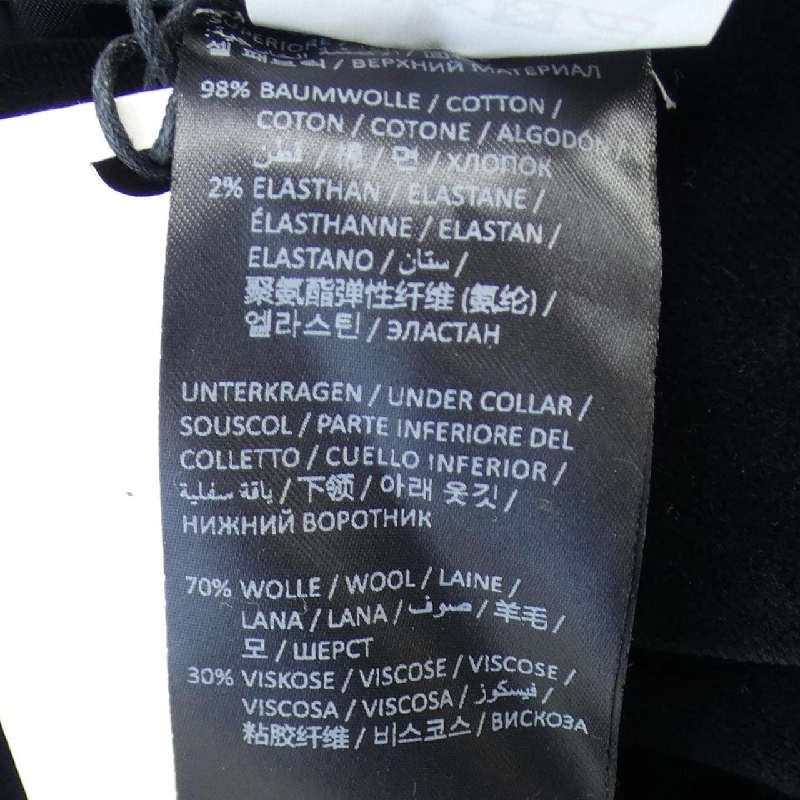 SUPERIORE
/ ВЕРХНИЙ МАТЕРИАЛ
98% BAUMWOLLE / COTTON /
COTON / COTONE / ALGODÓN /
قطن / 棉 / 면 / ХЛОПОК
2% ELASTHAN / ELASTANE /
ÉLASTHANNE / ELASTAN /
ELASTANO / ستان /
聚氨酯弹性纤维 (氨纶) /
엘라스틴 / ЭЛАСТАН
UNTERKRAGEN / UNDER COLLAR /
SOUSCOL / PARTE INFERIORE DEL
COLLETTO / CUELLO INFERIOR /
ياقة سفلية / 下领 / 아래 옷깃 /
НИЖНИЙ ВОРОТНИК
70% WOLLE / WOOL / LAINE /
LANA / LANA / صوف / 羊毛 /
모 / ШЕРСТ
30% VISKOSE / VISCOSE / VISCOSE /
VISCOSA / VISCOSA / فيسكوز /
粘胶纤维 / 비스코스 / ВИСКОЗА